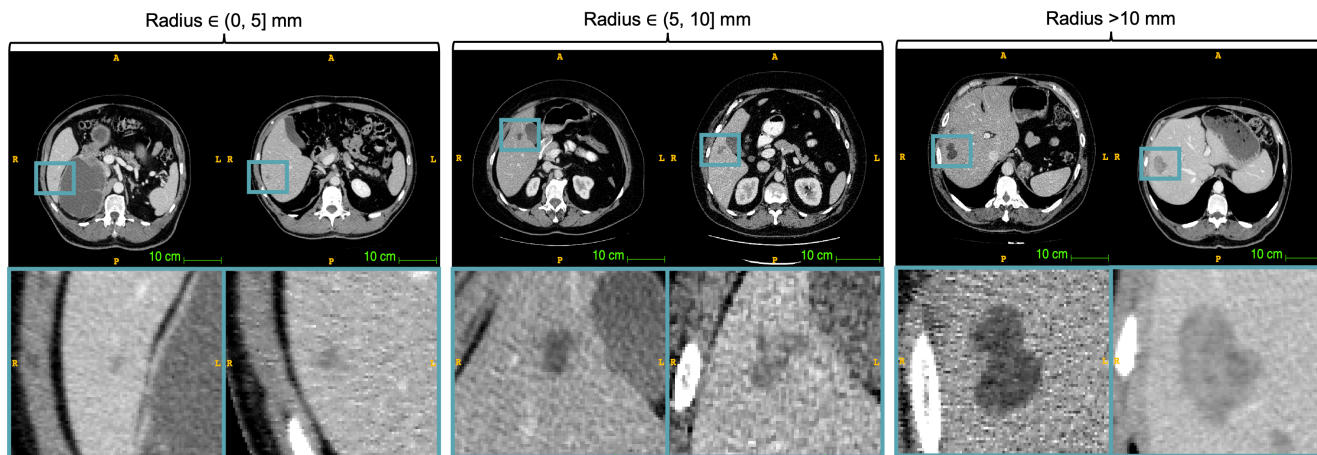 Radius ∈ (0, 5] mm
Radius ∈ (5, 10] mm
Radius >10 mm
A
A
A
R
L
R
L
R
L
10 cm
10 cm
10 cm
10 cm
10 cm
10 cm
P
P
P
R
L
R
L
R
L